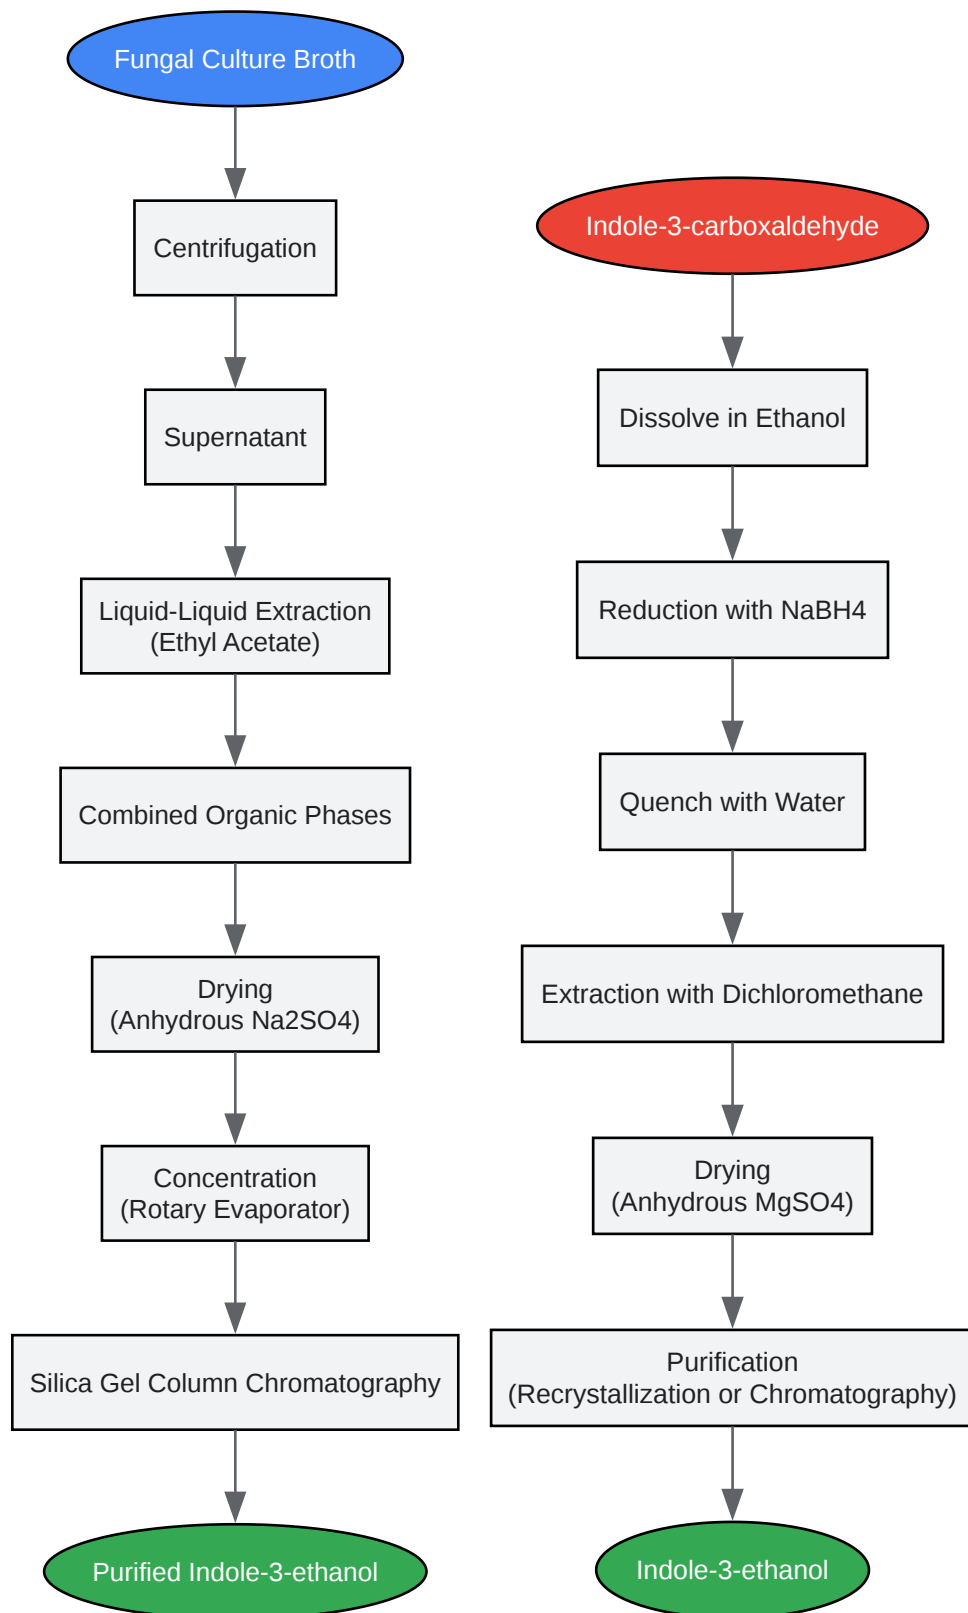 Fungal Culture Broth
Centrifugation
Supernatant
Liquid-Liquid Extraction
(Ethyl Acetate)
Combined Organic Phases
Drying
(Anhydrous Na2SO4)
Concentration
(Rotary Evaporator)
Silica Gel Column Chromatography
Purified Indole-3-ethanol
Indole-3-carboxaldehyde
Dissolve in Ethanol
Reduction with NaBH4
Quench with Water
Extraction with Dichloromethane
Drying
(Anhydrous MgSO4)
Purification
(Recrystallization or Chromatography)
Indole-3-ethanol